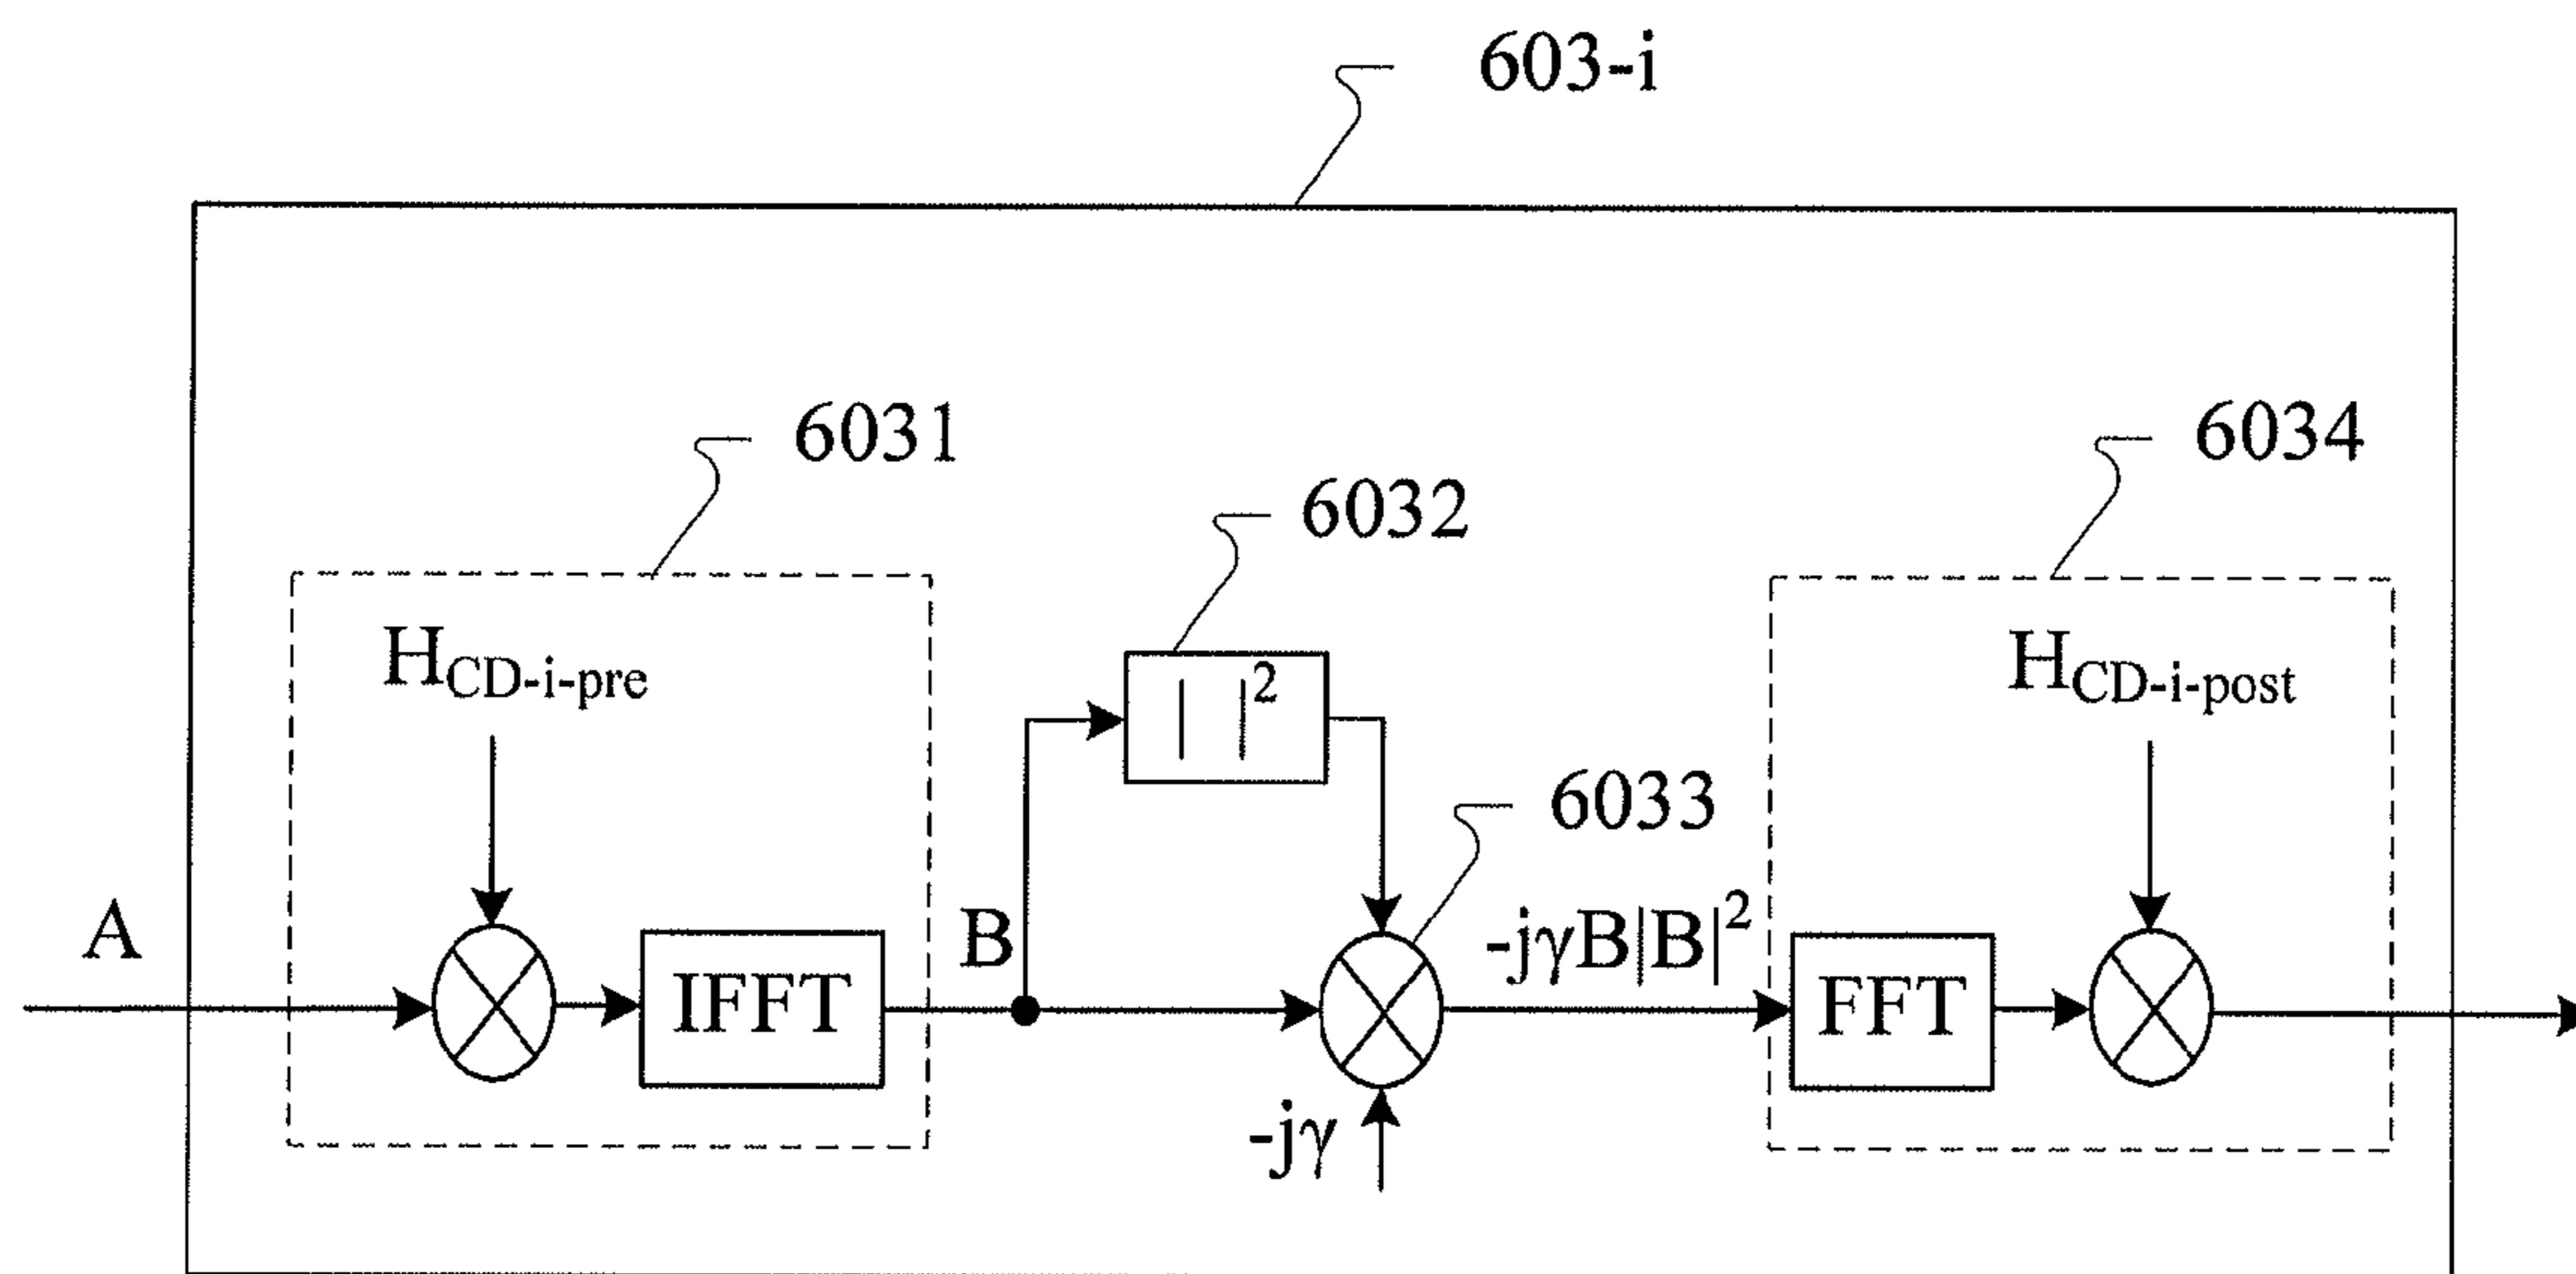 603-i
6031
6034
6032
H_CD-i-pre
H_CD-i-post
| |²
6033
A
B
-jγB|B|²
IFFT
FFT
-jγ